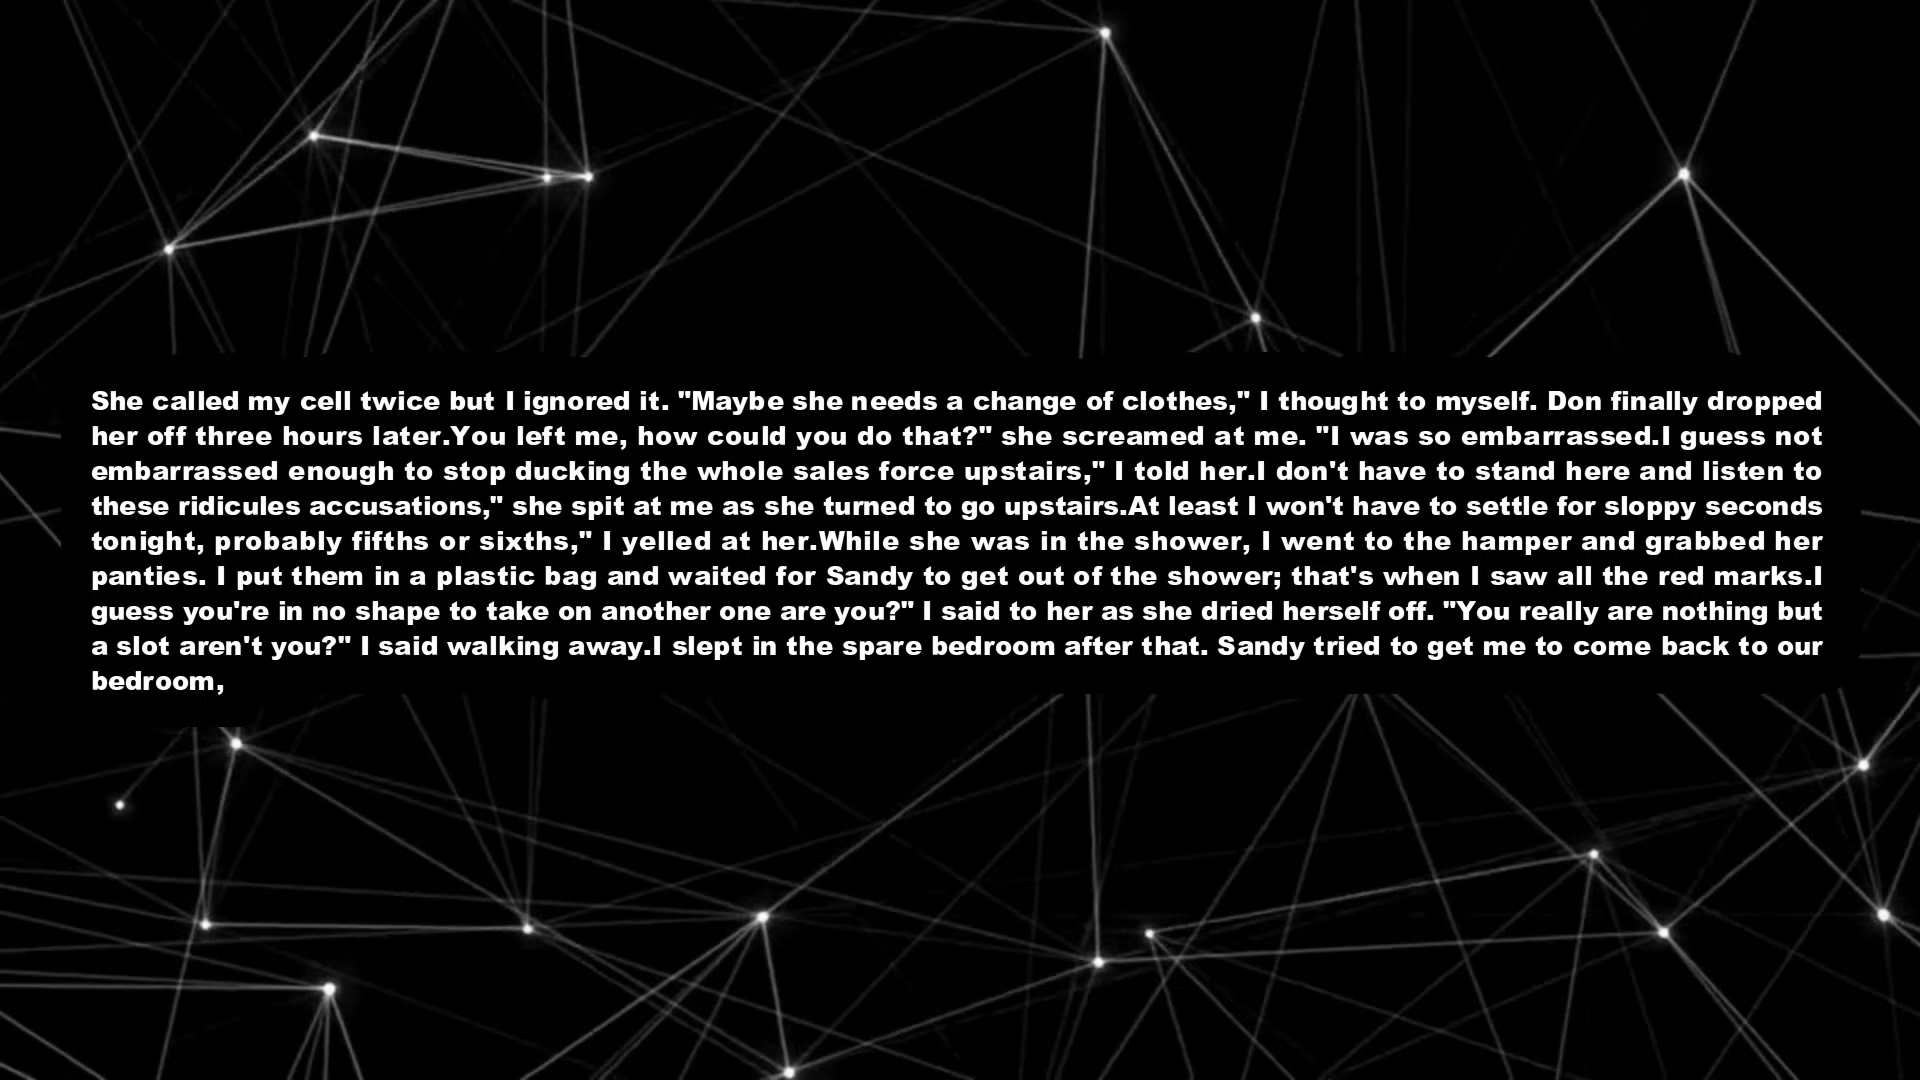 She called my cell twice but I ignored it. "Maybe she needs a change of clothes," I thought to myself. Don finally dropped
her off three hours later.You left me, how could you do that?" she screamed at me. "I was so embarrassed.I guess not
embarrassed enough to stop ducking the whole sales force upstairs," I told her.I don't have to stand here and listen to
these ridicules accusations," she spit at me as she turned to go upstairs.At least I won't have to settle for sloppy seconds
tonight, probably fifths or sixths," I yelled at her.While she was in the shower, I went to the hamper and grabbed her
panties. I put them in a plastic bag and waited for Sandy to get out of the shower; that's when I saw all the red marks.I
guess you're in no shape to take on another one are you?" I said to her as she dried herself off. "You really are nothing but
a slot aren't you?" I said walking away.I slept in the spare bedroom after that. Sandy tried to get me to come back to our
bedroom,